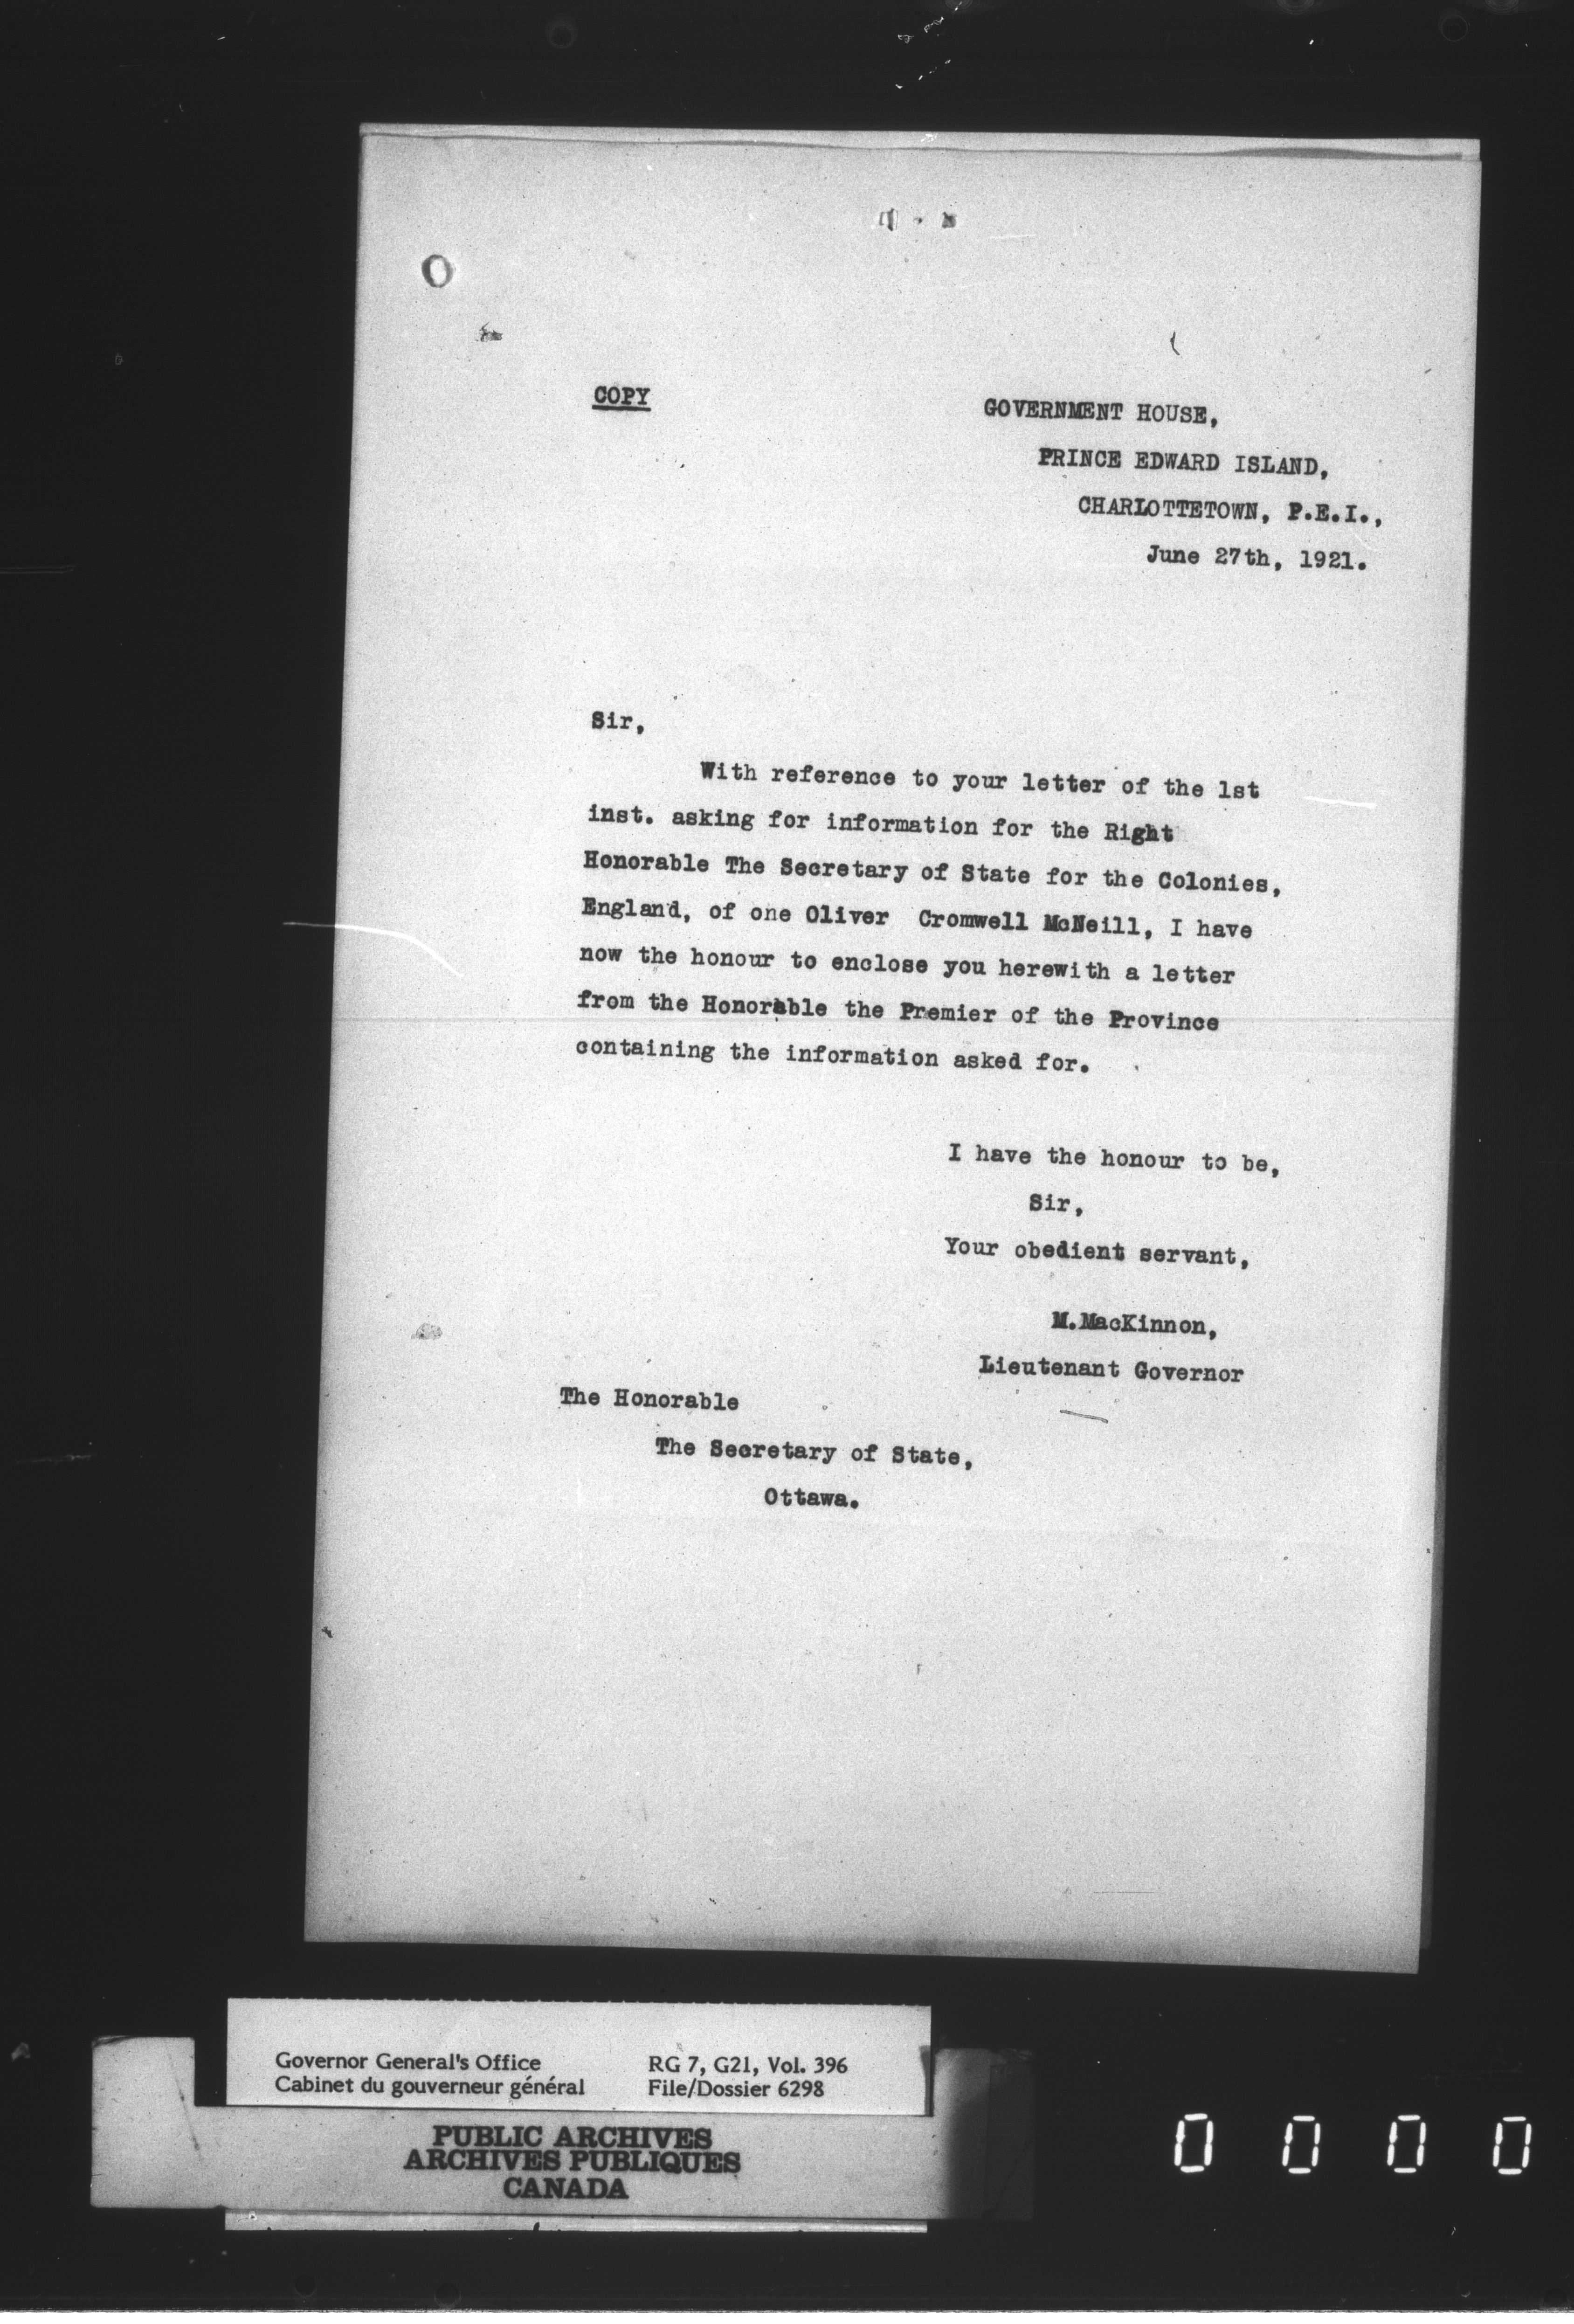 COPY
GOVERNMENT HOUSE,
PRINCE EDWARD ISLAND,
CHARLOTTETOWN, P.E.I.,
June 27th, 1921.
Sir,
With reference to your letter of the 1st
inst. asking for information for the Right
Honorable The Secretary of State for the Colonies,
England, of one Oliver Cromwell McNeill, I have
now the honour to enclose you herewith a letter
from the Honorable the Premier of the Province
containing the information asked for.
I have the honour to be,
Sir,
Your obedient servant,
M.MacKinnon,
Lieutenant Governor
The Honorable
The Secretary of State,
Ottawa.
Governor General's Office RG 7, G21, Vol. 396
Cabinet du gouverneur général File/Dossier 6298
PUBLIC ARCHIVES
ARCHIVES PUBLIQUES
CANADA
0 0 0 0